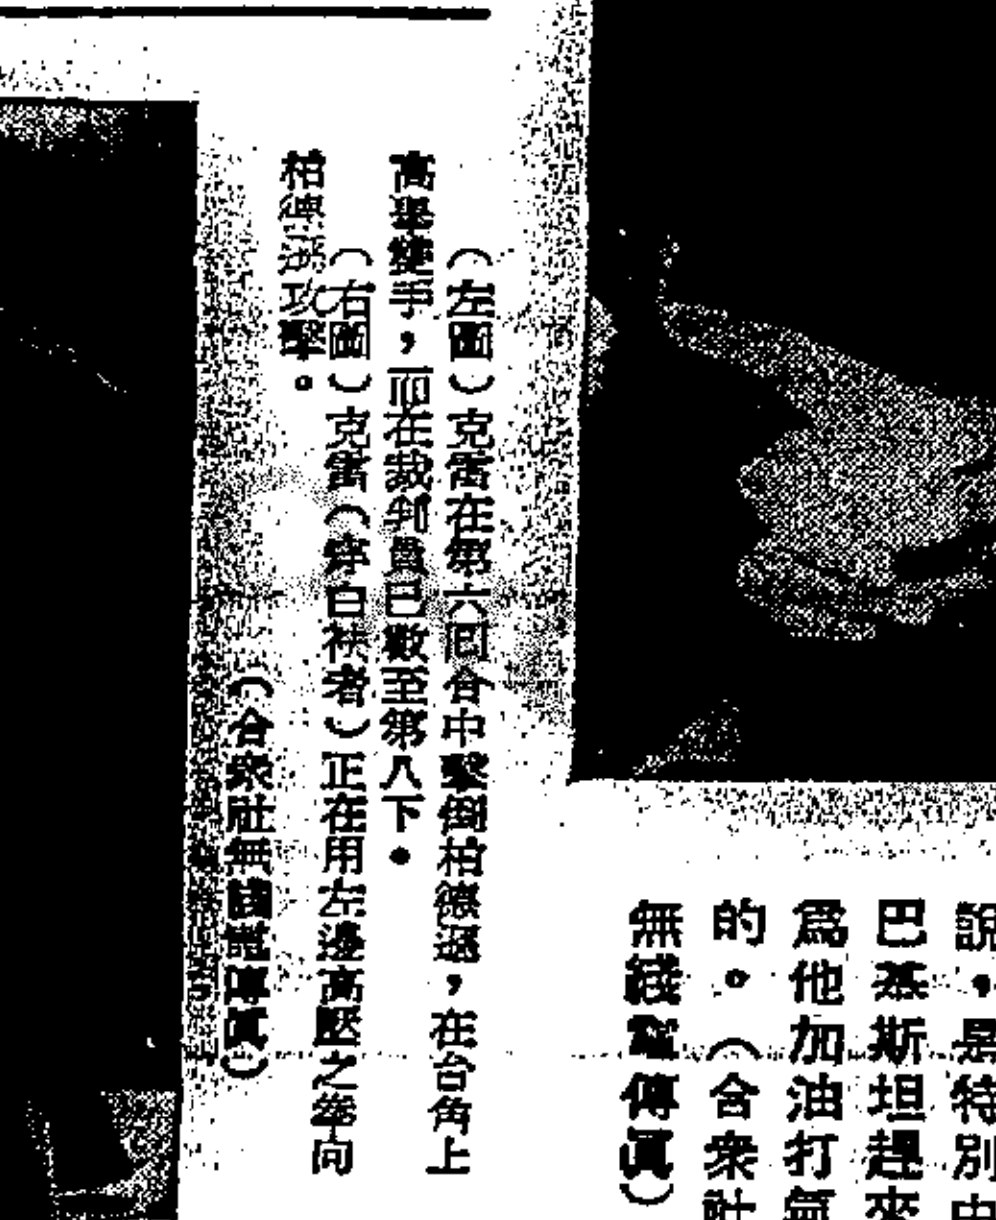 (左圖)克雷在第六回合中擊倒柏德遜,在台角上
高舉雙手,而在裁判員已數至第八下。
(右圖)克雷(穿白袴者)正在用左邊高壓之拳向
柏德遜攻擊。
(合衆社無綫電傳眞)
說。是特別由
巴基斯坦趕來
爲他加油打氣
的。(合衆社
無綫電傳眞)